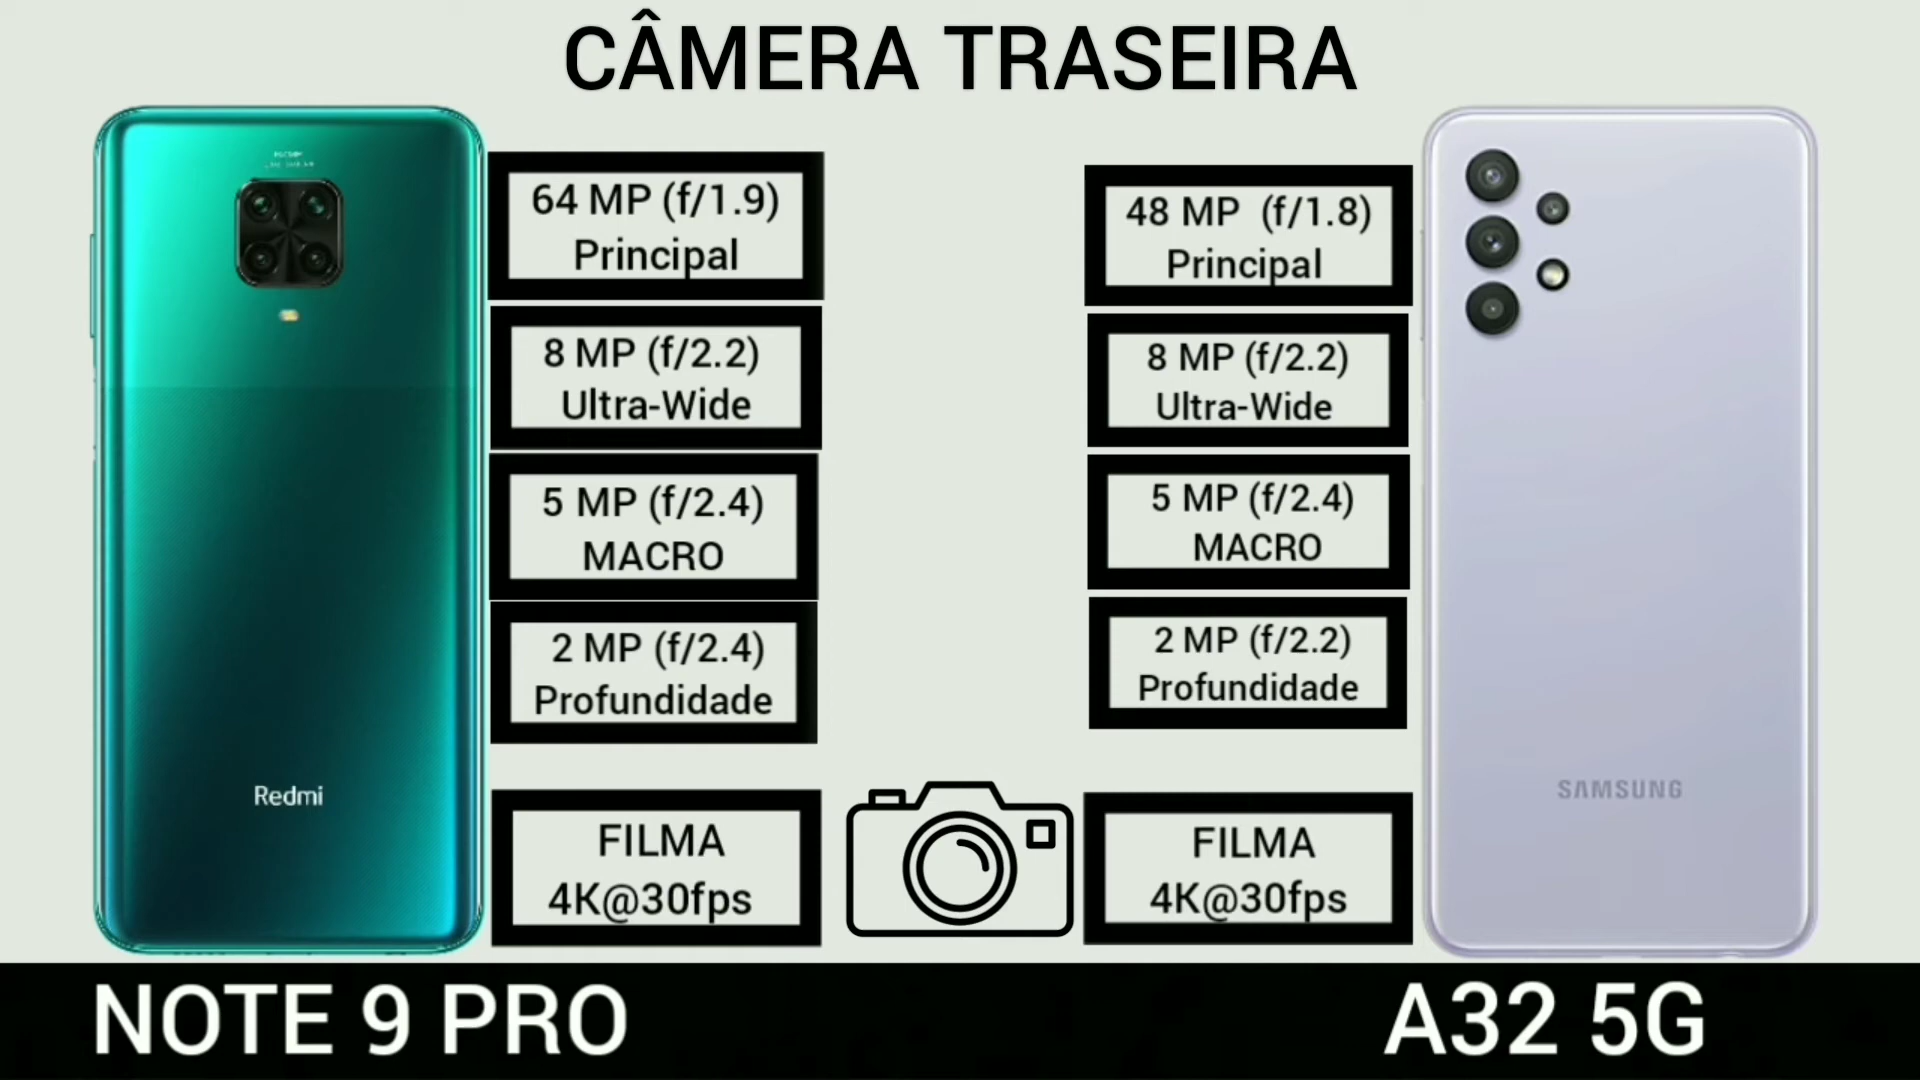 CÂMERA TRASEIRA
64 MP (f/1.9)
Principal
8 MP (f/2.2)
Ultra-Wide
5 MP (f/2.4)
MACRO
2 MP (f/2.4)
Profundidade
FILMA
4K@30fps
48 MP (f/1.8)
Principal
8 MP (f/2.2)
Ultra-Wide
5 MP (f/2.4)
MACRO
2 MP (f/2.2)
Profundidade
FILMA
4K@30fps
Redmi
SAMSUNG
NOTE 9 PRO
A32 5G